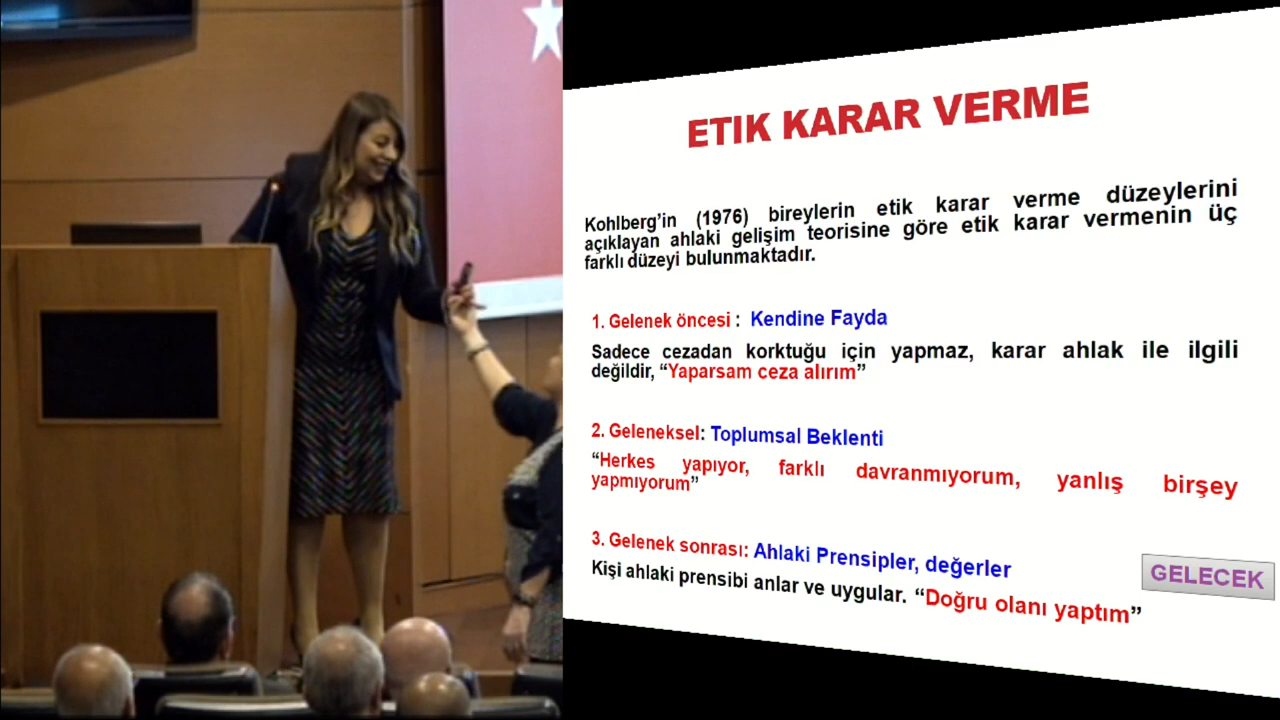 ETIK KARAR VERME
Kohlberg’in (1976) bireylerin etik karar verme düzeylerini
açıklayan ahlaki gelişim teorisine göre etik karar vermenin üç
farklı düzeyi bulunmaktadır.
1. Gelenek öncesi : Kendine Fayda
Sadece cezadan korktuğu için yapmaz, karar ahlak ile ilgili
değildir, “Yaparsam ceza alırım”
2. Geleneksel: Toplumsal Beklenti
“Herkes yapıyor, farklı davranmıyorum, yanlış birşey
yapmıyorum”
3. Gelenek sonrası: Ahlaki Prensipler, değerler
Kişi ahlaki prensibi anlar ve uygular. “Doğru olanı yaptım”
GELECEK